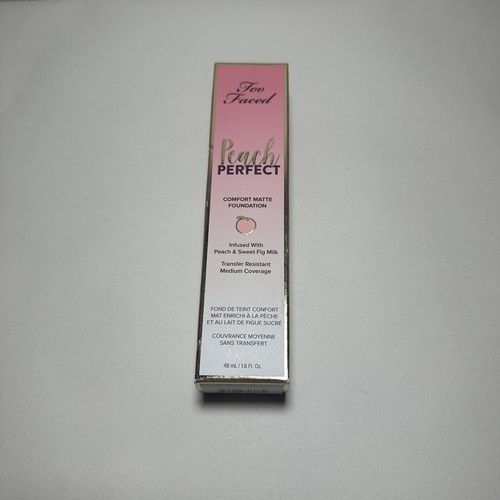 Too
Faced
Peach
PERFECT
COMFORT MATTE
FOUNDATION
Infused With
Peach & Sweet Fig Milk
Transfer Resistant
Medium Coverage
FOND DE TEINT CONFORT
MAT ENRICHI À LA PÊCHE
ET AU LAIT DE FIGUE SUCRÉ
COUVRANCE MOYENNE
SANS TRANSFERT
48 mL / 1.6 Fl. Oz.